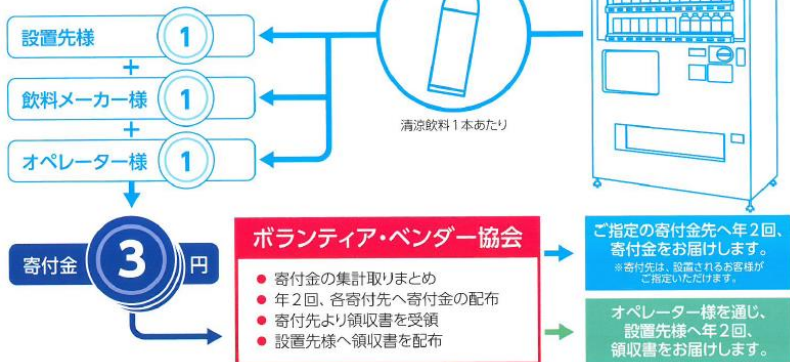 設置先様 1
+
飲料メーカー様 1
+
オペレーター様 1
清涼飲料1本あたり
寄付金 3 円
ボランティア・ベンダー協会
● 寄付金の集計取りまとめ
● 年2回、各寄付先へ寄付金の配布
● 寄付先より領収書を受領
● 設置先様へ領収書を配布
ご指定の寄付金先へ年2回、
寄付金をお届けします。
※寄付先は、設置されるお客様が
ご指定いただけます。
オペレーター様を通じ、
設置先様へ年2回、
領収書をお届けします。